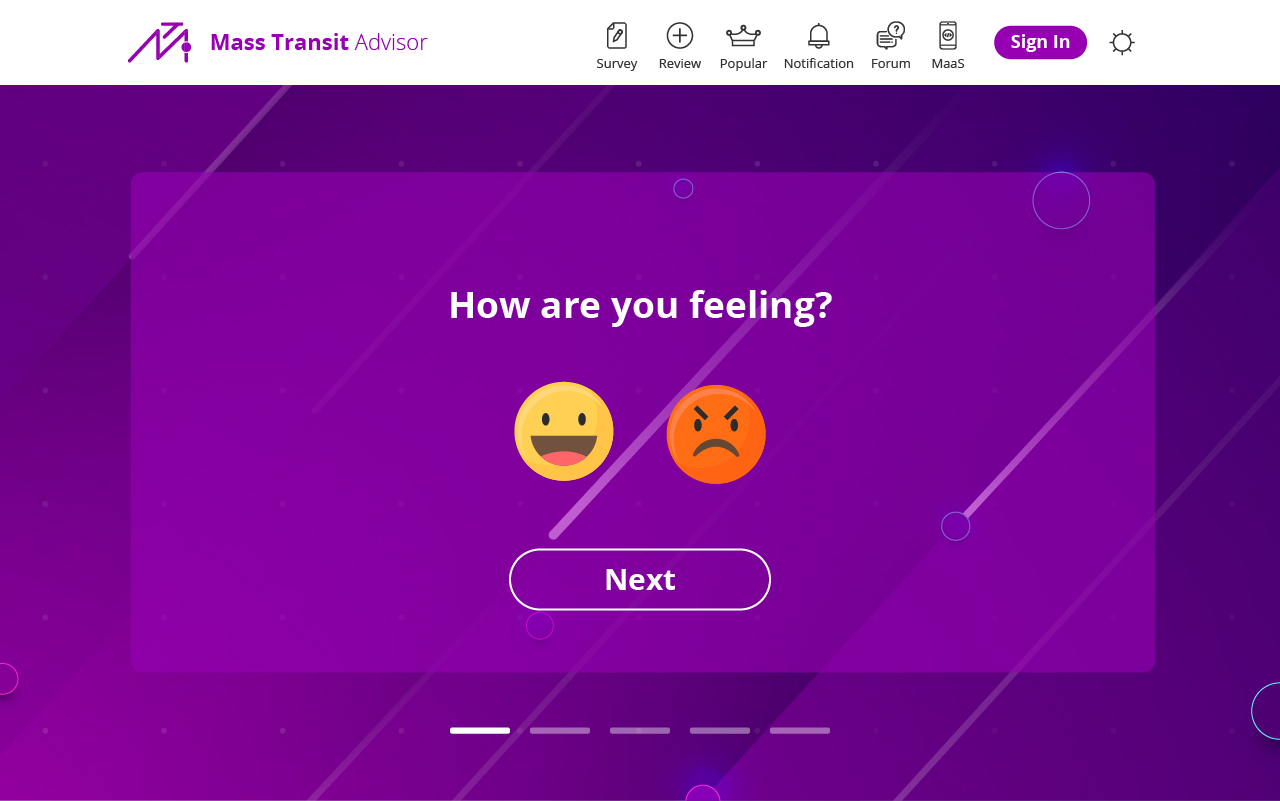 Mass Transit Advisor
Survey
Review
Popular
Notification
Forum
MaaS
Sign In
How are you feeling?
Next